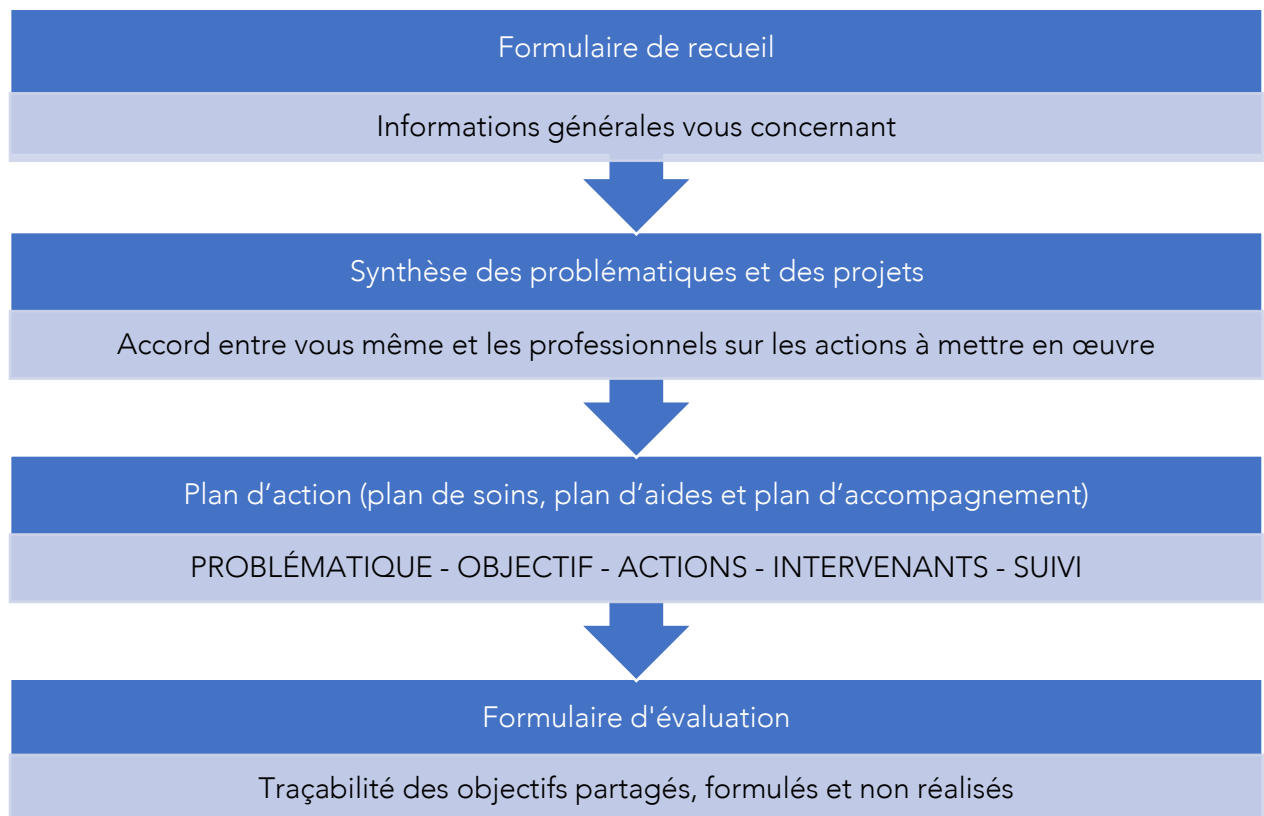 Formulaire de recueil
Informations générales vous concernant
Synthèse des problématiques et des projets
Accord entre vous même et les professionnels sur les actions à mettre en œuvre
Plan d’action (plan de soins, plan d’aides et plan d’accompagnement)
PROBLÉMATIQUE - OBJECTIF - ACTIONS - INTERVENANTS - SUIVI
Formulaire d'évaluation
Traçabilité des objectifs partagés, formulés et non réalisés